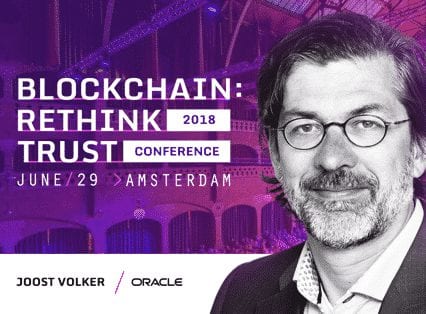 BLOCKCHAIN:
RETHINK 2018
TRUST CONFERENCE
JUNE/29 >AMSTERDAM
JOOST VOLKER / ORACLE